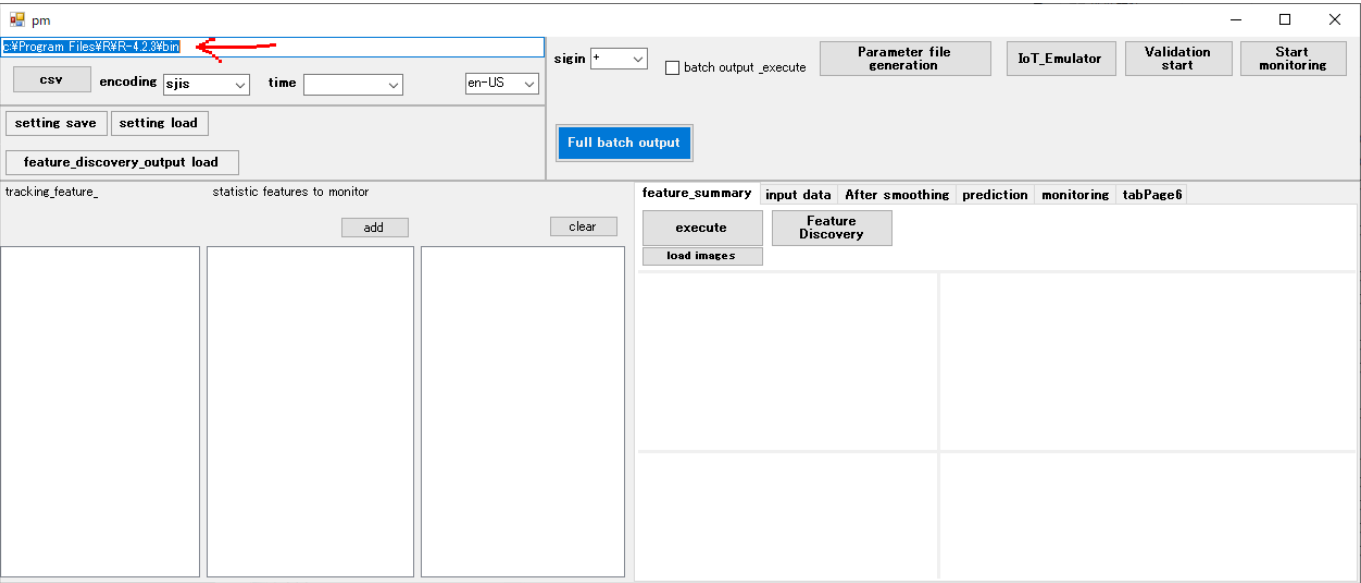 pm
c:¥Program Files¥R¥R-4.2.3¥bin
csv
encoding sjis
time
en-US
sigin +
batch output_execute
Parameter file
generation
IoT_Emulator
Validation
start
Start
monitoring
setting save
setting load
Full batch output
feature_discovery_output load
tracking_feature_
statistic features to monitor
add
clear
feature_summary
input data
After smoothing
prediction
monitoring
tabPage6
execute
Feature
Discovery
load images